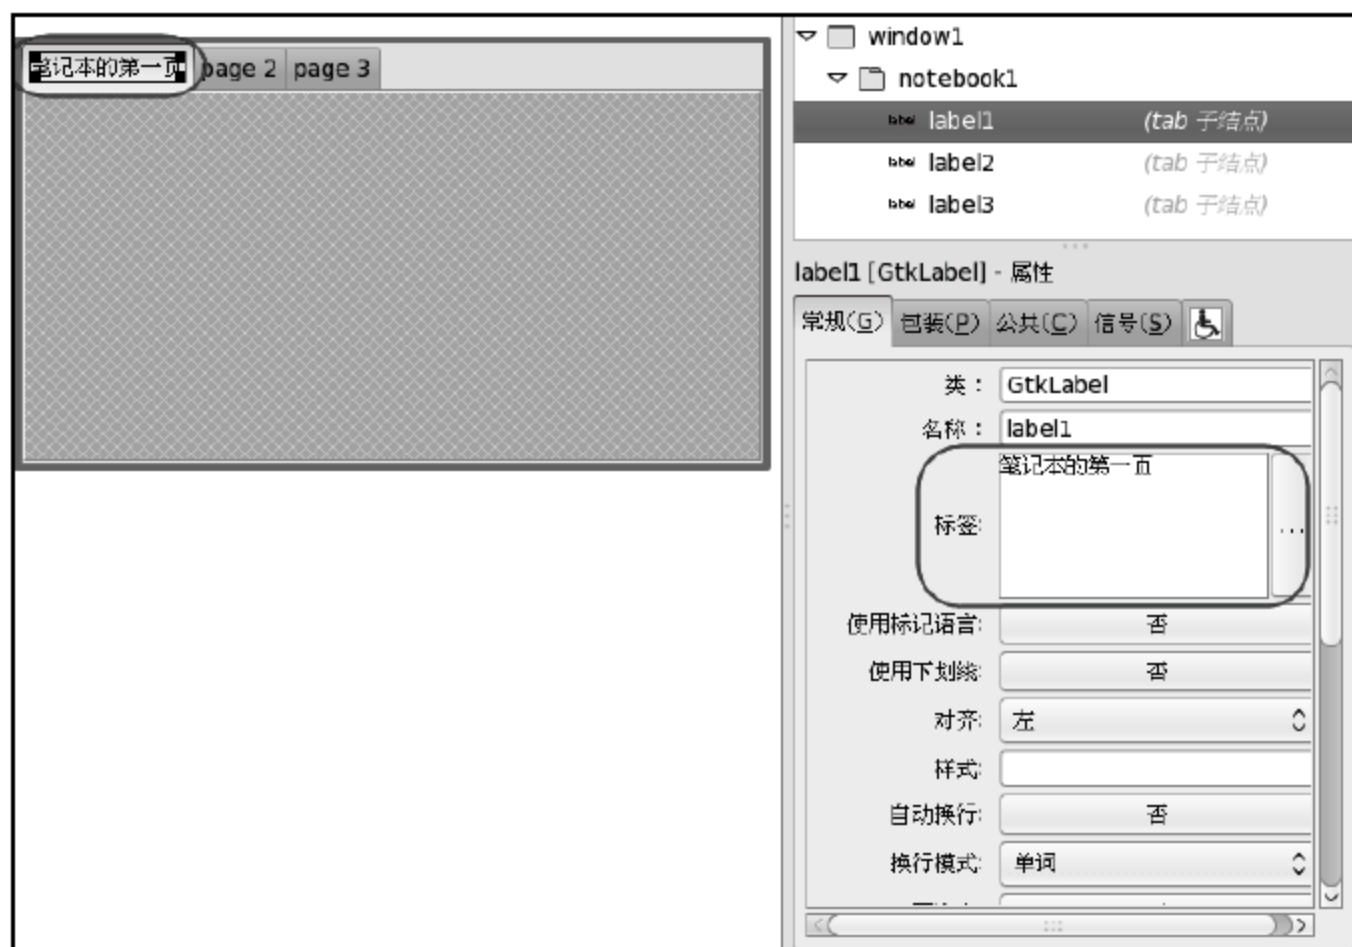 笔记本的第一页 page 2 page 3
window1
notebook1
label label1 (tab 子结点)
label label2 (tab 子结点)
label label3 (tab 子结点)
label1 [GtkLabel] - 属性
常规(G) 包装(P) 公共(C) 信号(S)
类： GtkLabel
名称： label1
笔记本的第一页
标签: ...
使用标记语言: 否
使用下划线: 否
对齐: 左
样式:
自动换行: 否
换行模式: 单词